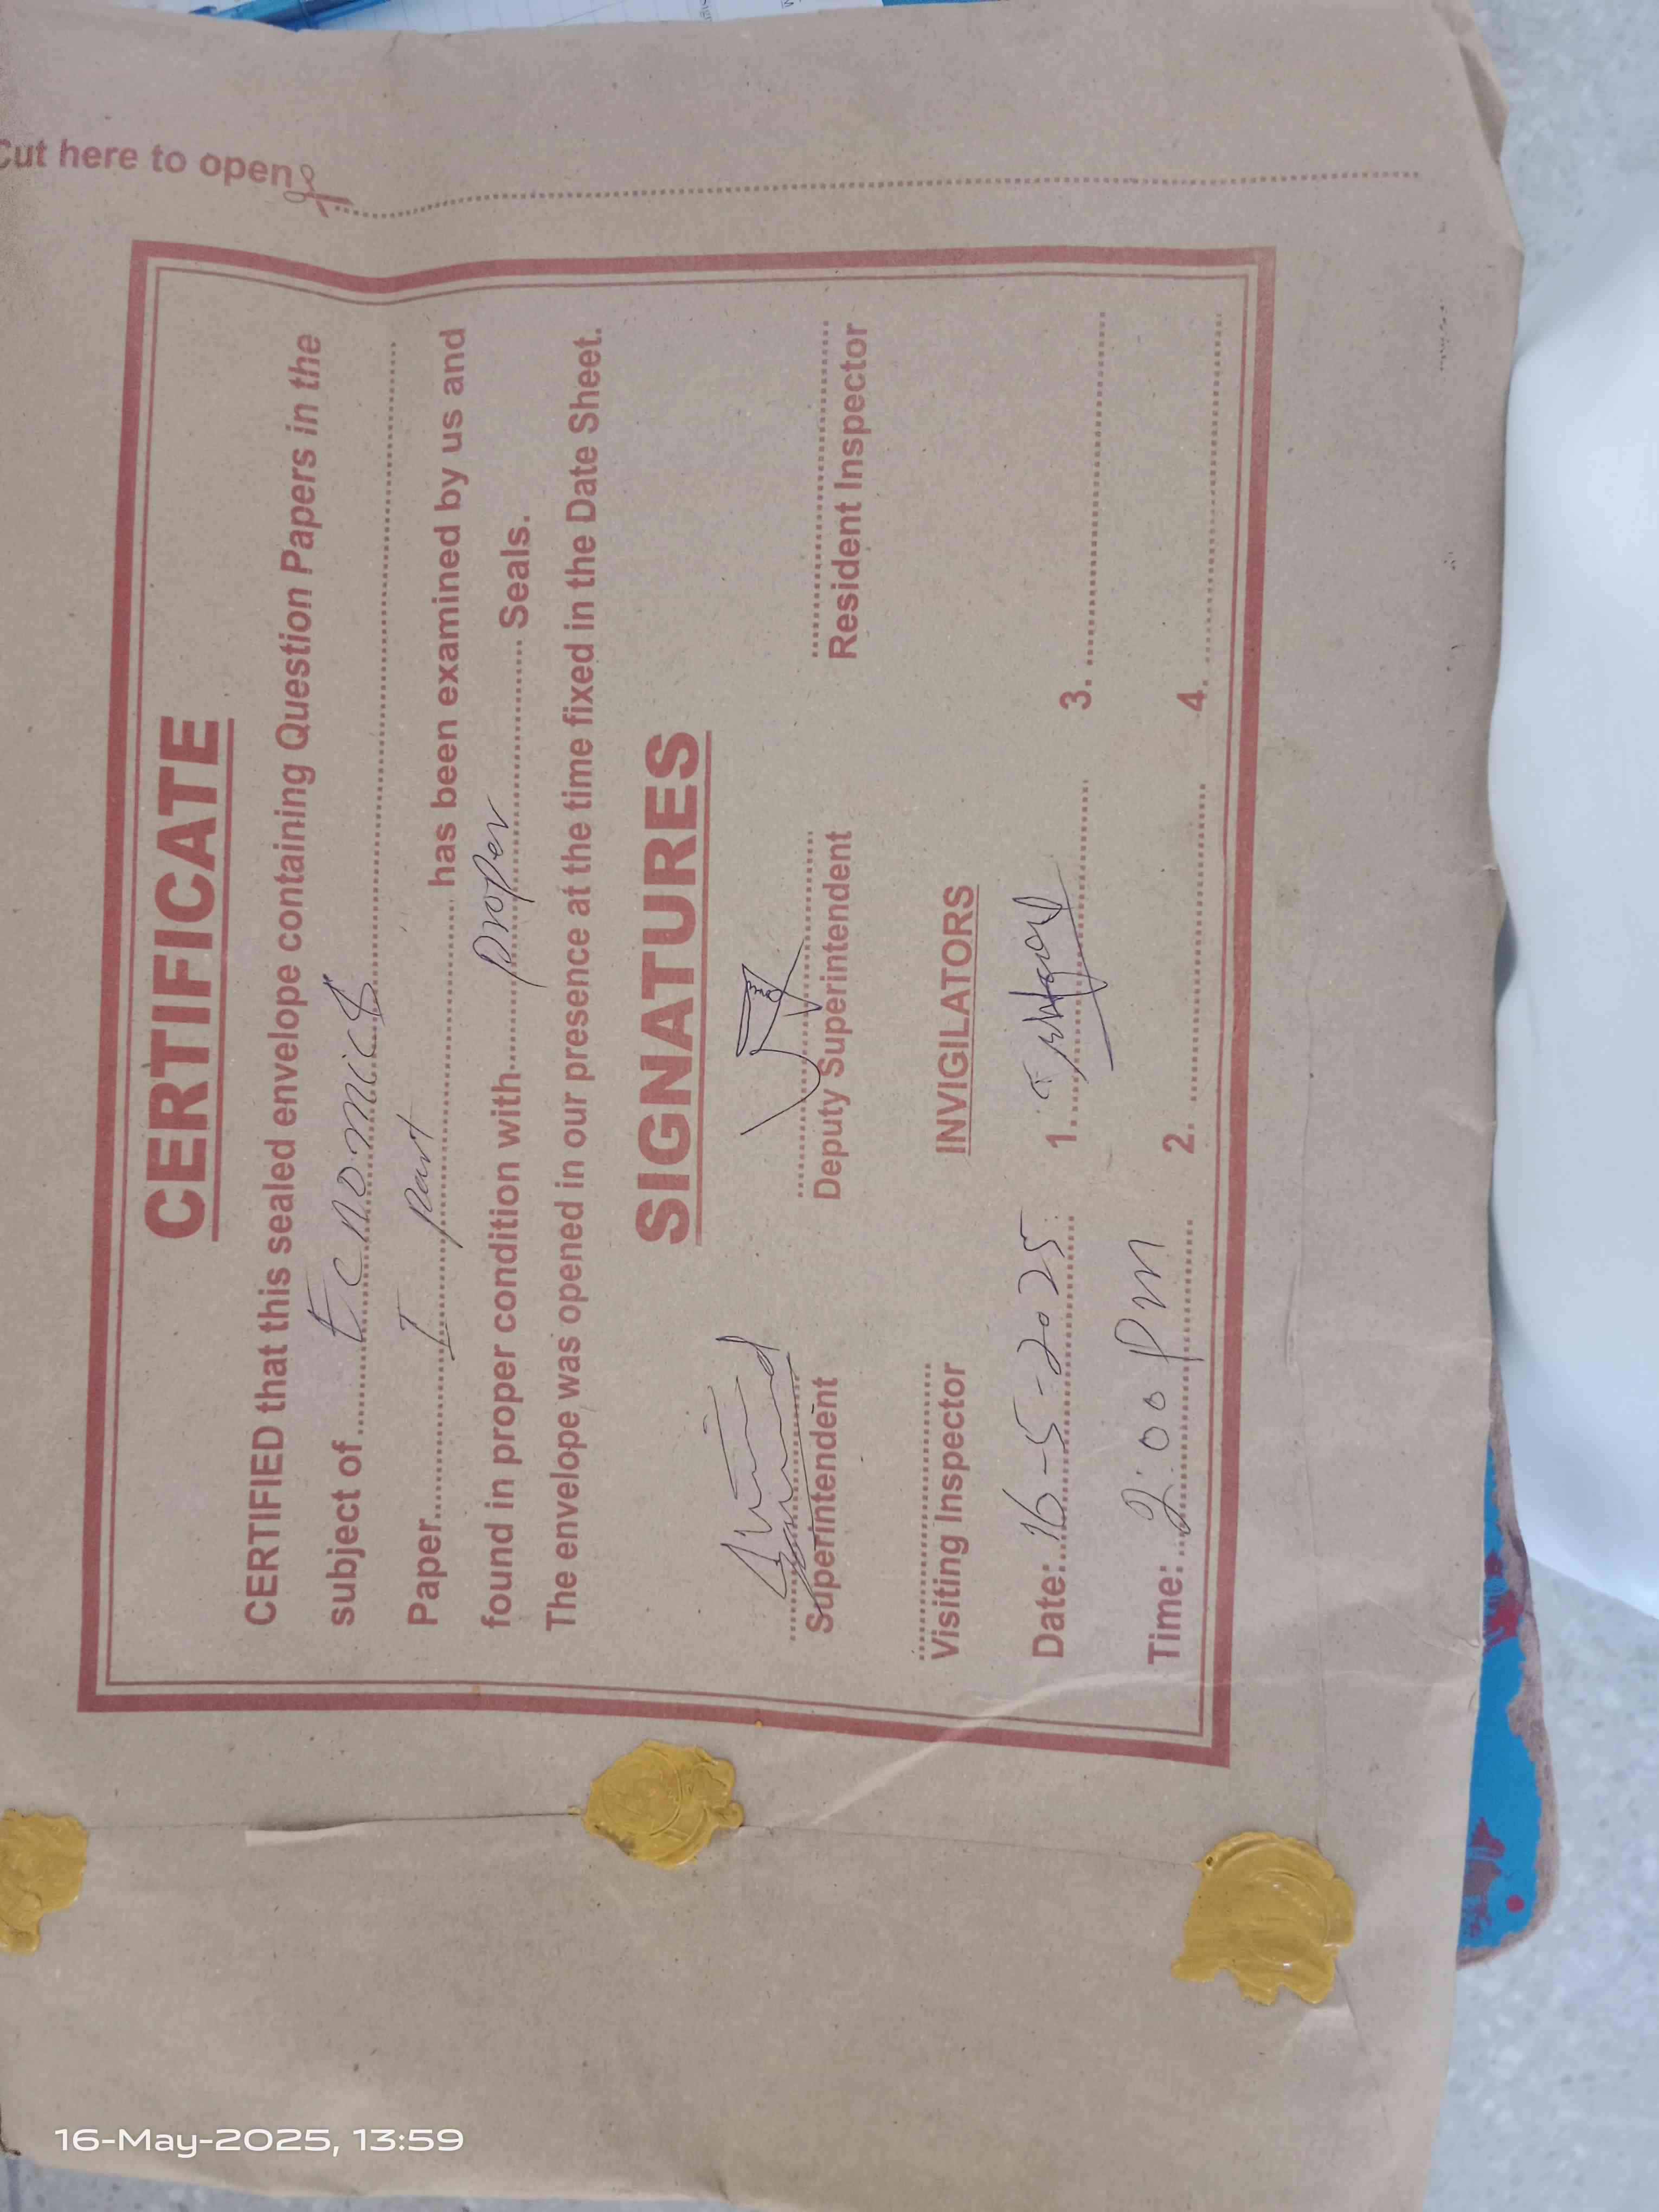 Cut here to open
CERTIFICATE
CERTIFIED that this sealed envelope containing Question Papers in the
subject of........Ecnomics........
Paper........I part........ has been examined by us and
found in proper condition with........proper........ Seals.
The envelope was opened in our presence at the time fixed in the Date Sheet.
SIGNATURES
Superintendent Deputy Superintendent Resident Inspector
Visiting Inspector INVIGILATORS
Date: 16-5-2025 1. 3.
Time: 2:00 Pm 2. 4.
16-May-2025, 13:59